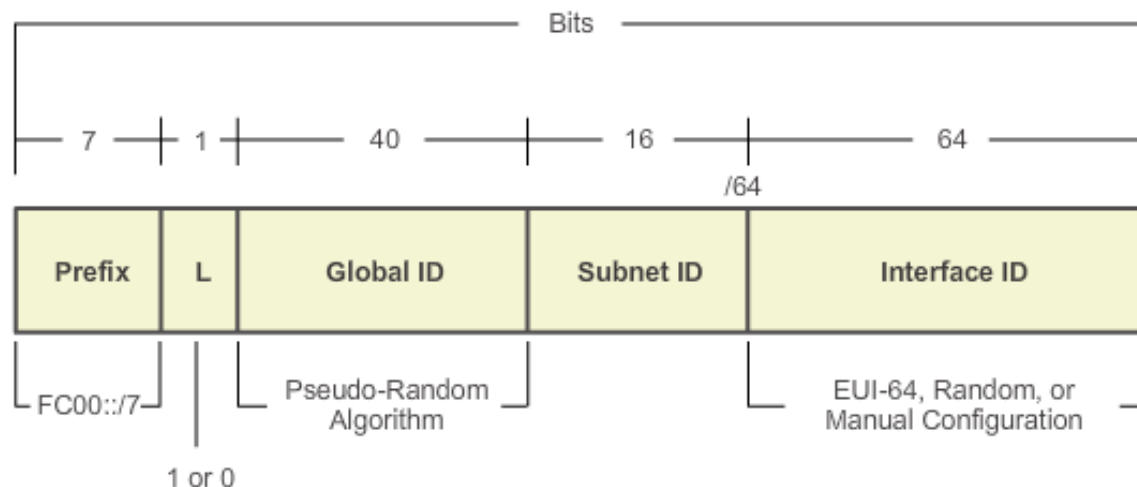 Bits
7 1 40 16 64
/64
Prefix L Global ID Subnet ID Interface ID
FC00::/7
Pseudo-Random
Algorithm
EUI-64, Random, or
Manual Configuration
1 or 0